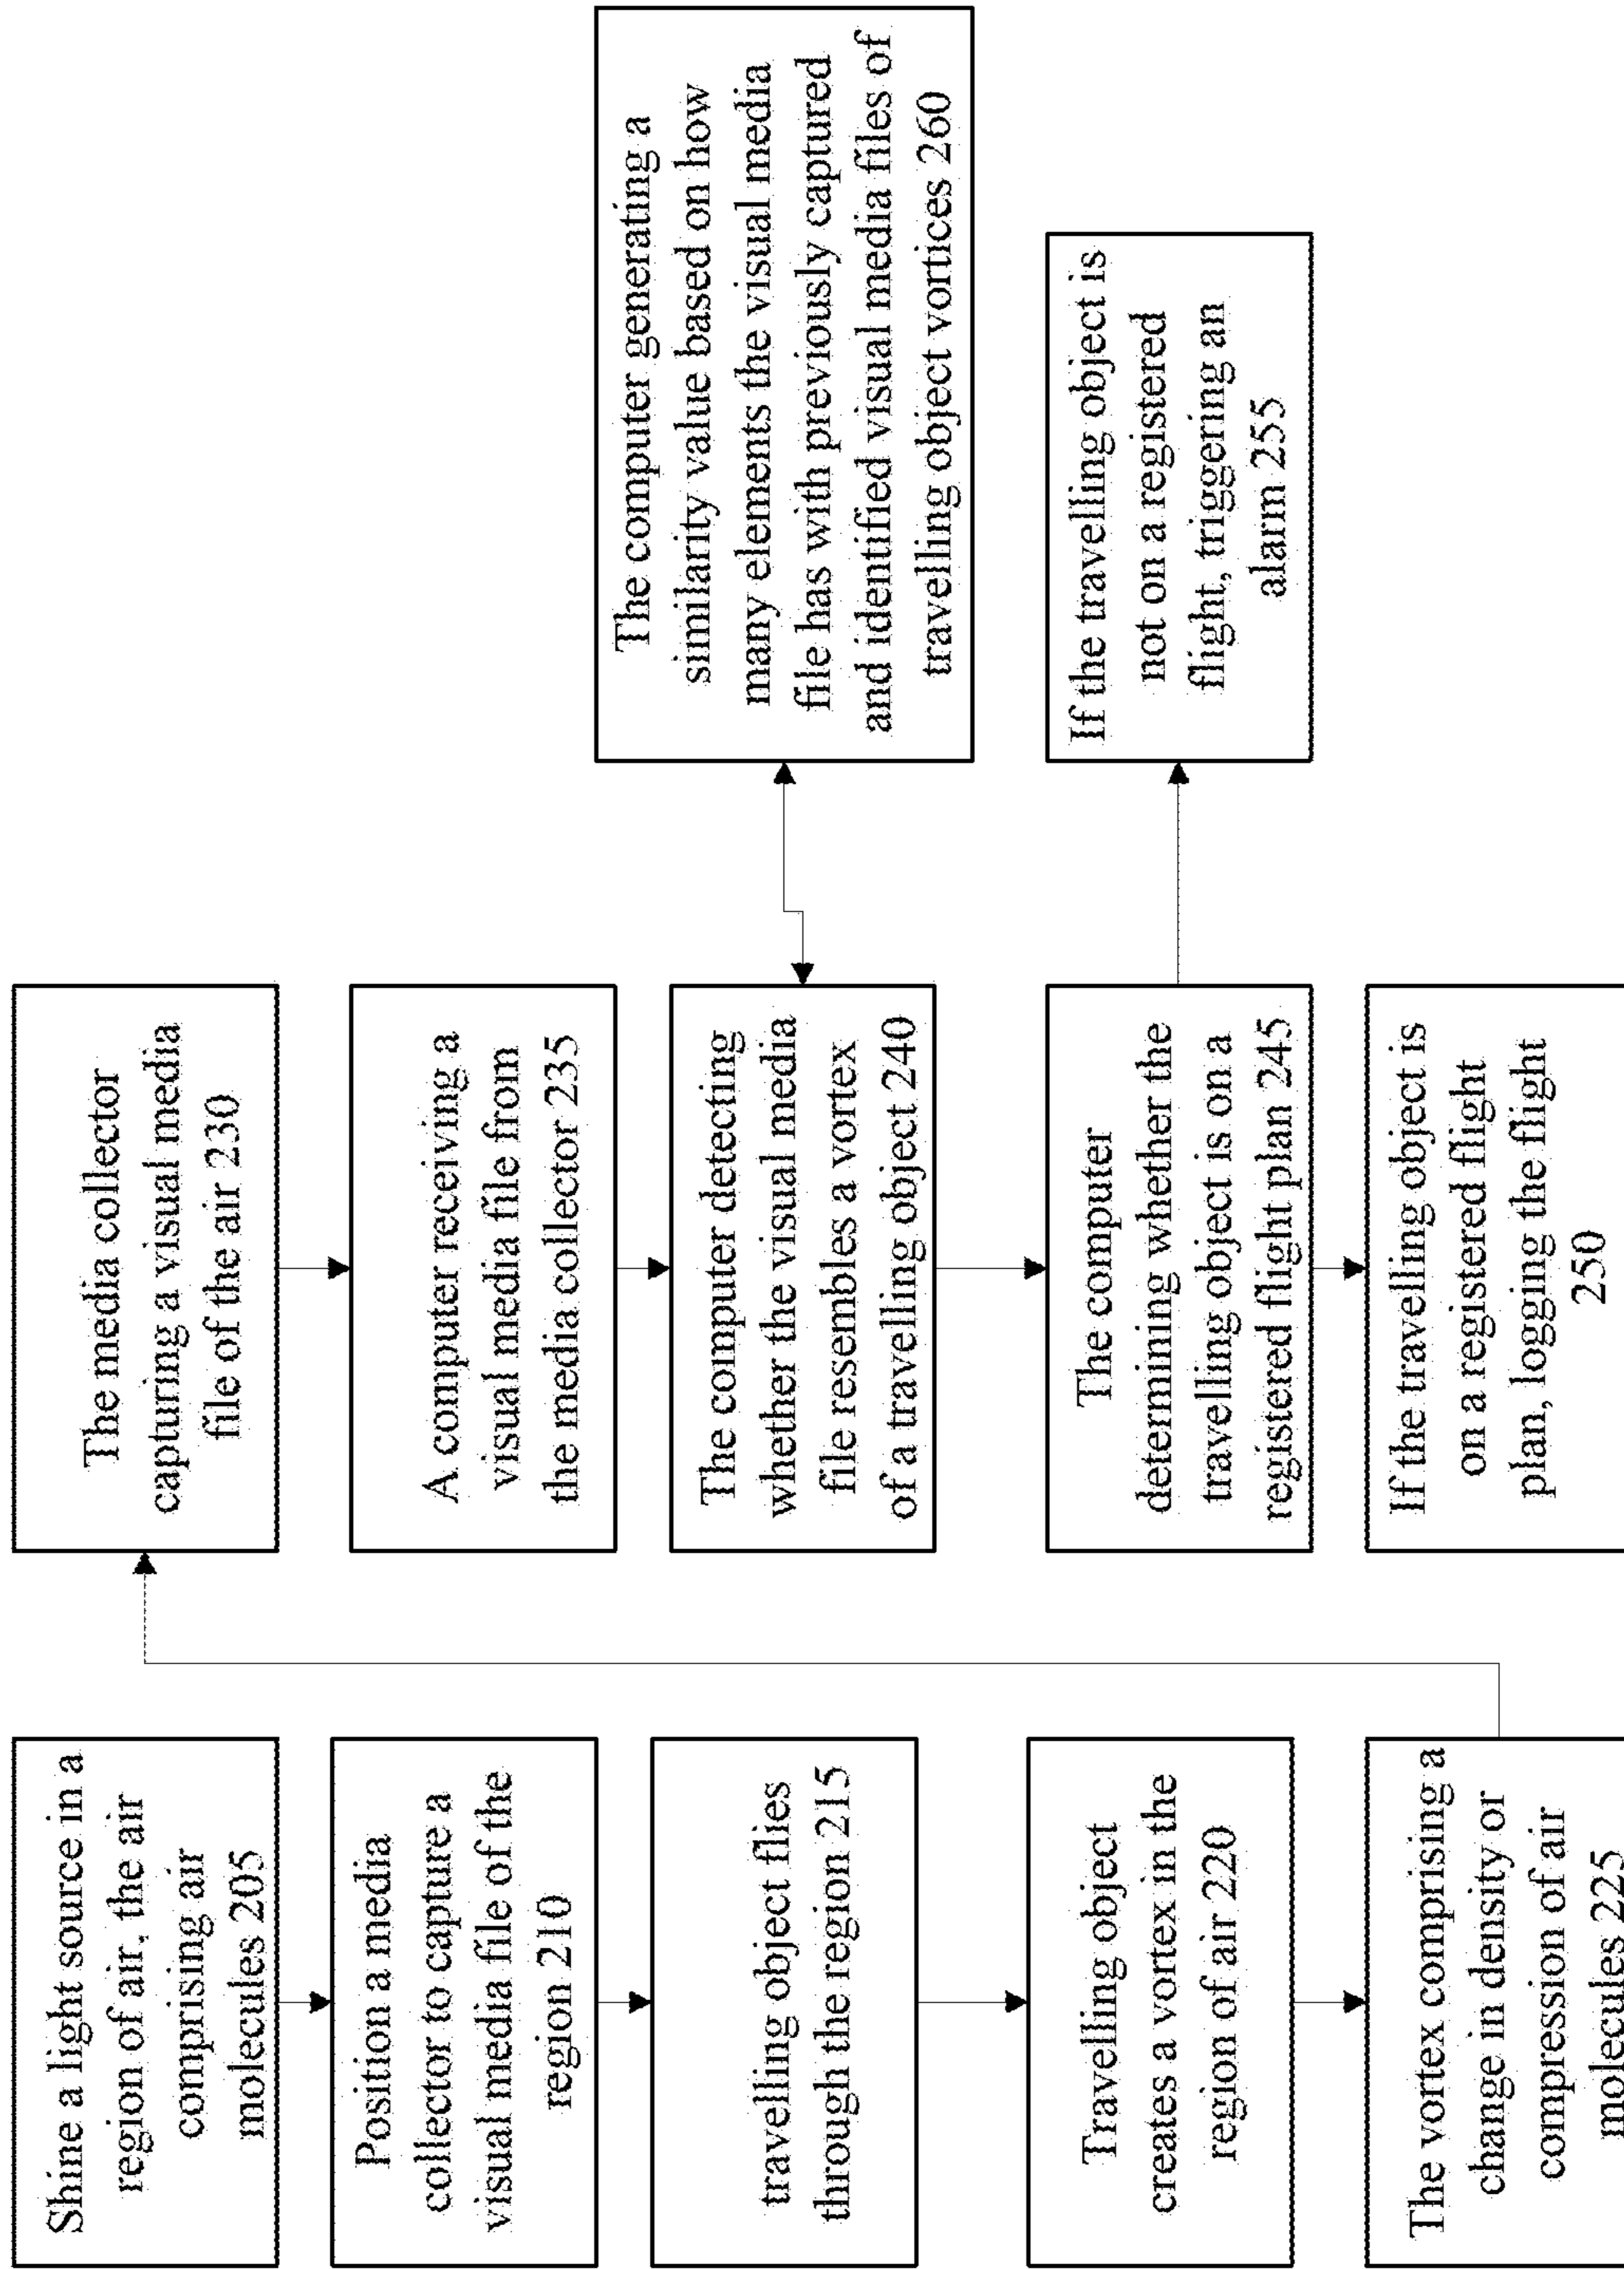 Shine a light source in a
region of air, the air
comprising air
molecules 205
Position a media
collector to capture a
visual media file of the
region 210
travelling object flies
through the region 215
Travelling object
creates a vortex in the
region of air 220
The vortex comprising a
change in density or
compression of air
molecules 225
The media collector
capturing a visual media
file of the air 230
A computer receiving a
visual media file from
the media collector 235
The computer detecting
whether the visual media
file resembles a vortex
of a travelling object 240
The computer
determining whether the
travelling object is on a
registered flight plan 245
If the travelling object is
on a registered flight
plan, logging the flight
250
The computer generating a
similarity value based on how
many elements the visual media
file has with previously captured
and identified visual media files of
travelling object vortices 260
If the travelling object is
not on a registered
flight, triggering an
alarm 255